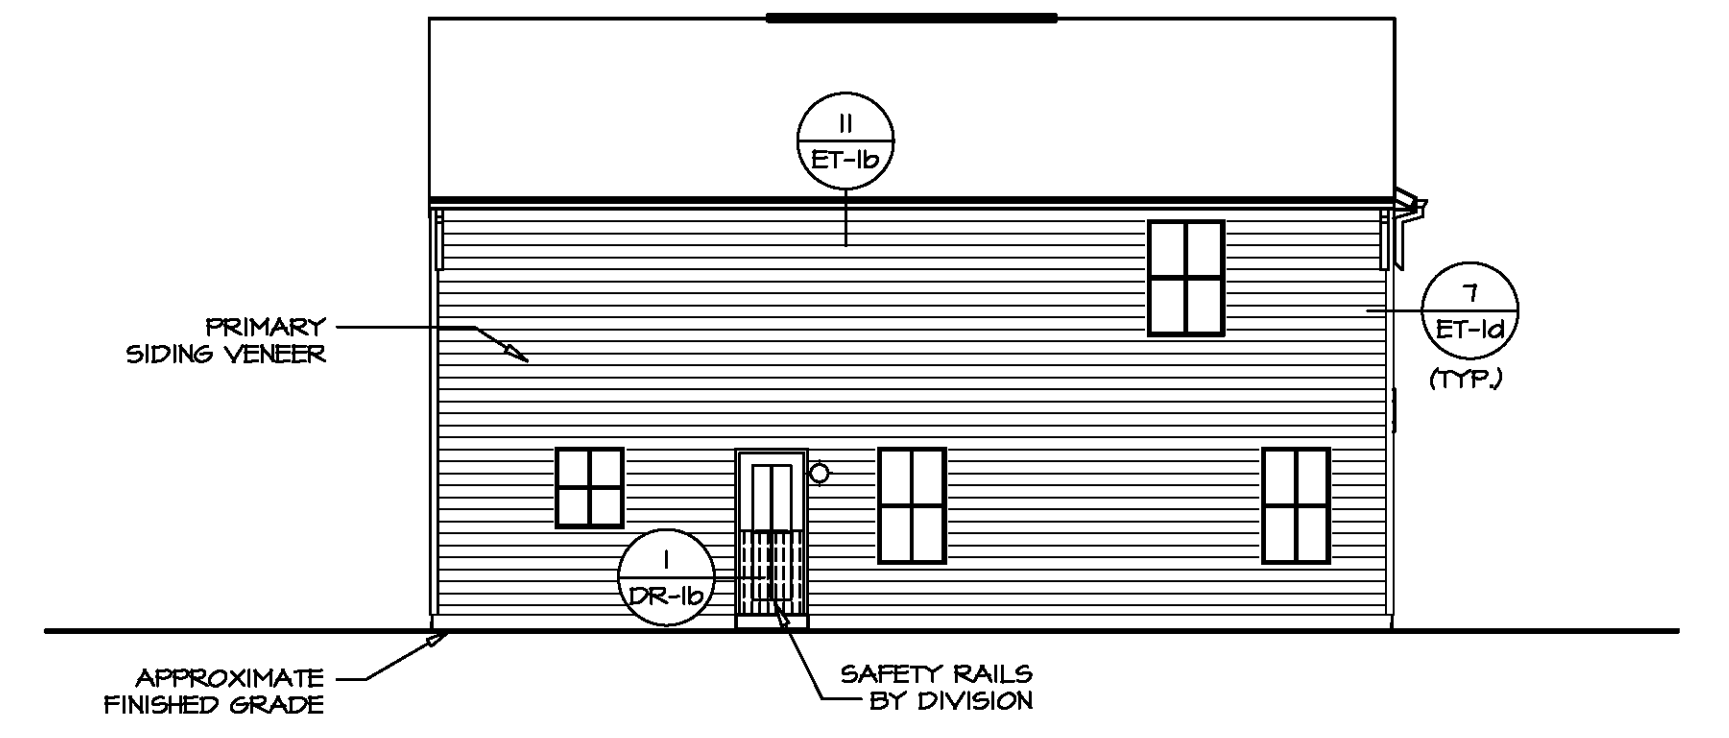 11
ET-1b
7
ET-1d
(TYP.)
PRIMARY
SIDING VENEER
1
DR-1b
APPROXIMATE
FINISHED GRADE
SAFETY RAILS
BY DIVISION